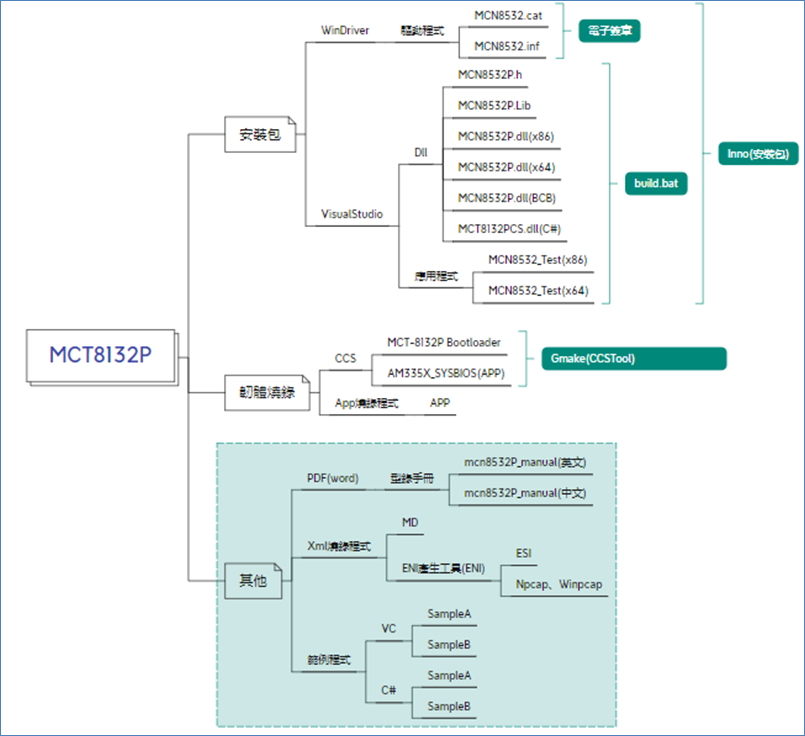 MCT8132P
安裝包
WinDriver
驅動程式
MCN8532.cat
MCN8532.inf
電子簽章
VisualStudio
Dll
MCN8532P.h
MCN8532P.Lib
MCN8532P.dll(x86)
MCN8532P.dll(x64)
MCN8532P.dll(BCB)
MCT8132PCS.dll(C#)
應用程式
MCN8532_Test(x86)
MCN8532_Test(x64)
build.bat
Inno(安裝包)
韌體燒錄
CCS
MCT-8132P Bootloader
AM335X_SYSBIOS(APP)
Gmake(CCSTool)
App燒錄程式
APP
其他
PDF(word)
型錄手冊
mcn8532P_manual(英文)
mcn8532P_manual(中文)
Xml燒錄程式
MD
ENI產生工具(ENI)
ESI
Npcap、Winpcap
範例程式
VC
SampleA
SampleB
C#
SampleA
SampleB